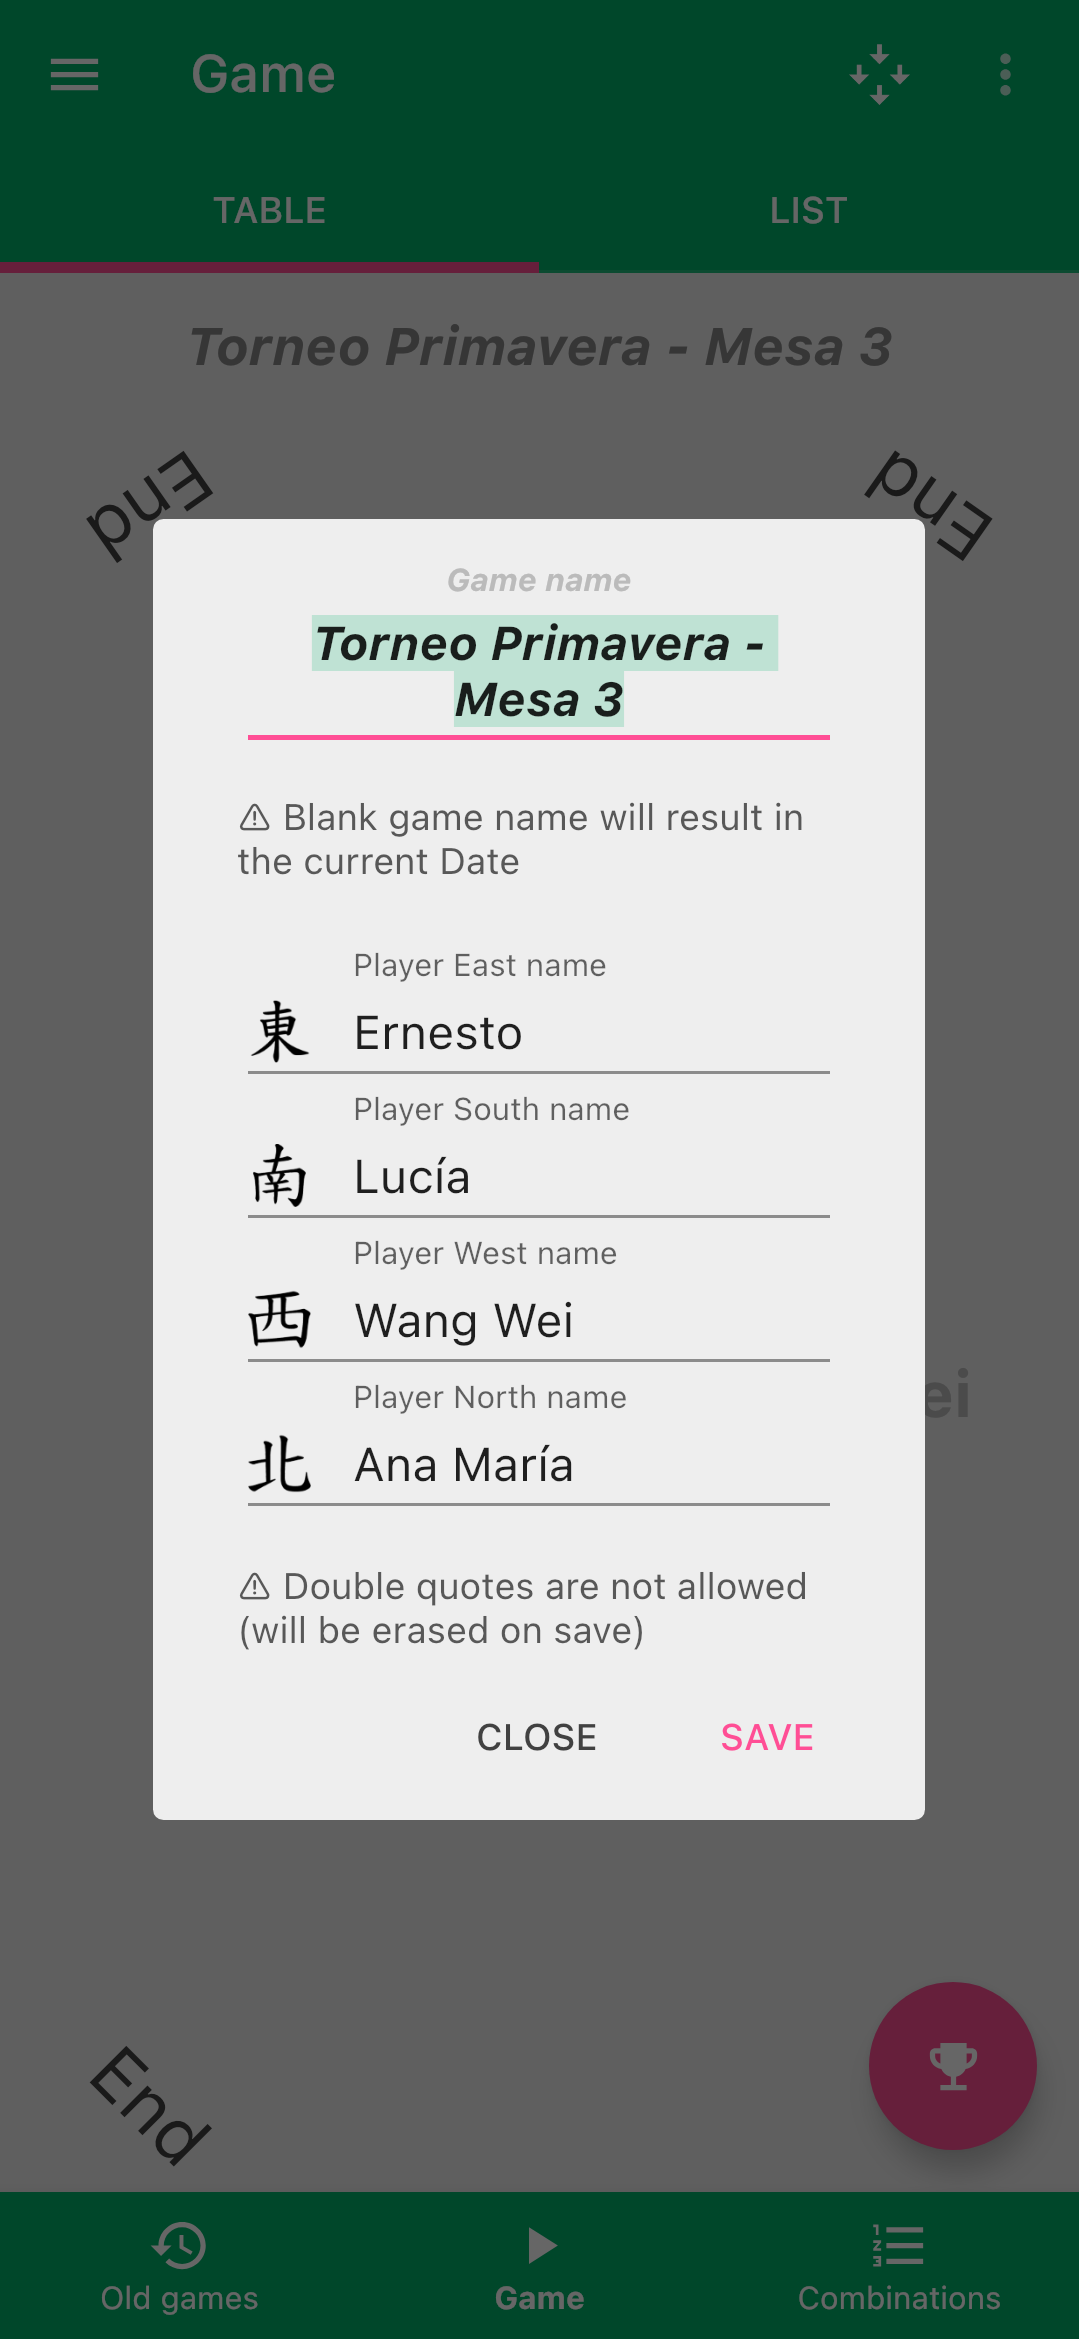 Game
TABLE
LIST
Torneo Primavera - Mesa 3
End
End
Game name
Torneo Primavera -
Mesa 3
⚠ Blank game name will result in
the current Date
Player East name
東 Ernesto
Player South name
南 Lucía
Player West name
西 Wang Wei
ei
Player North name
北 Ana María
⚠ Double quotes are not allowed
(will be erased on save)
CLOSE
SAVE
End
Old games
Game
Combinations